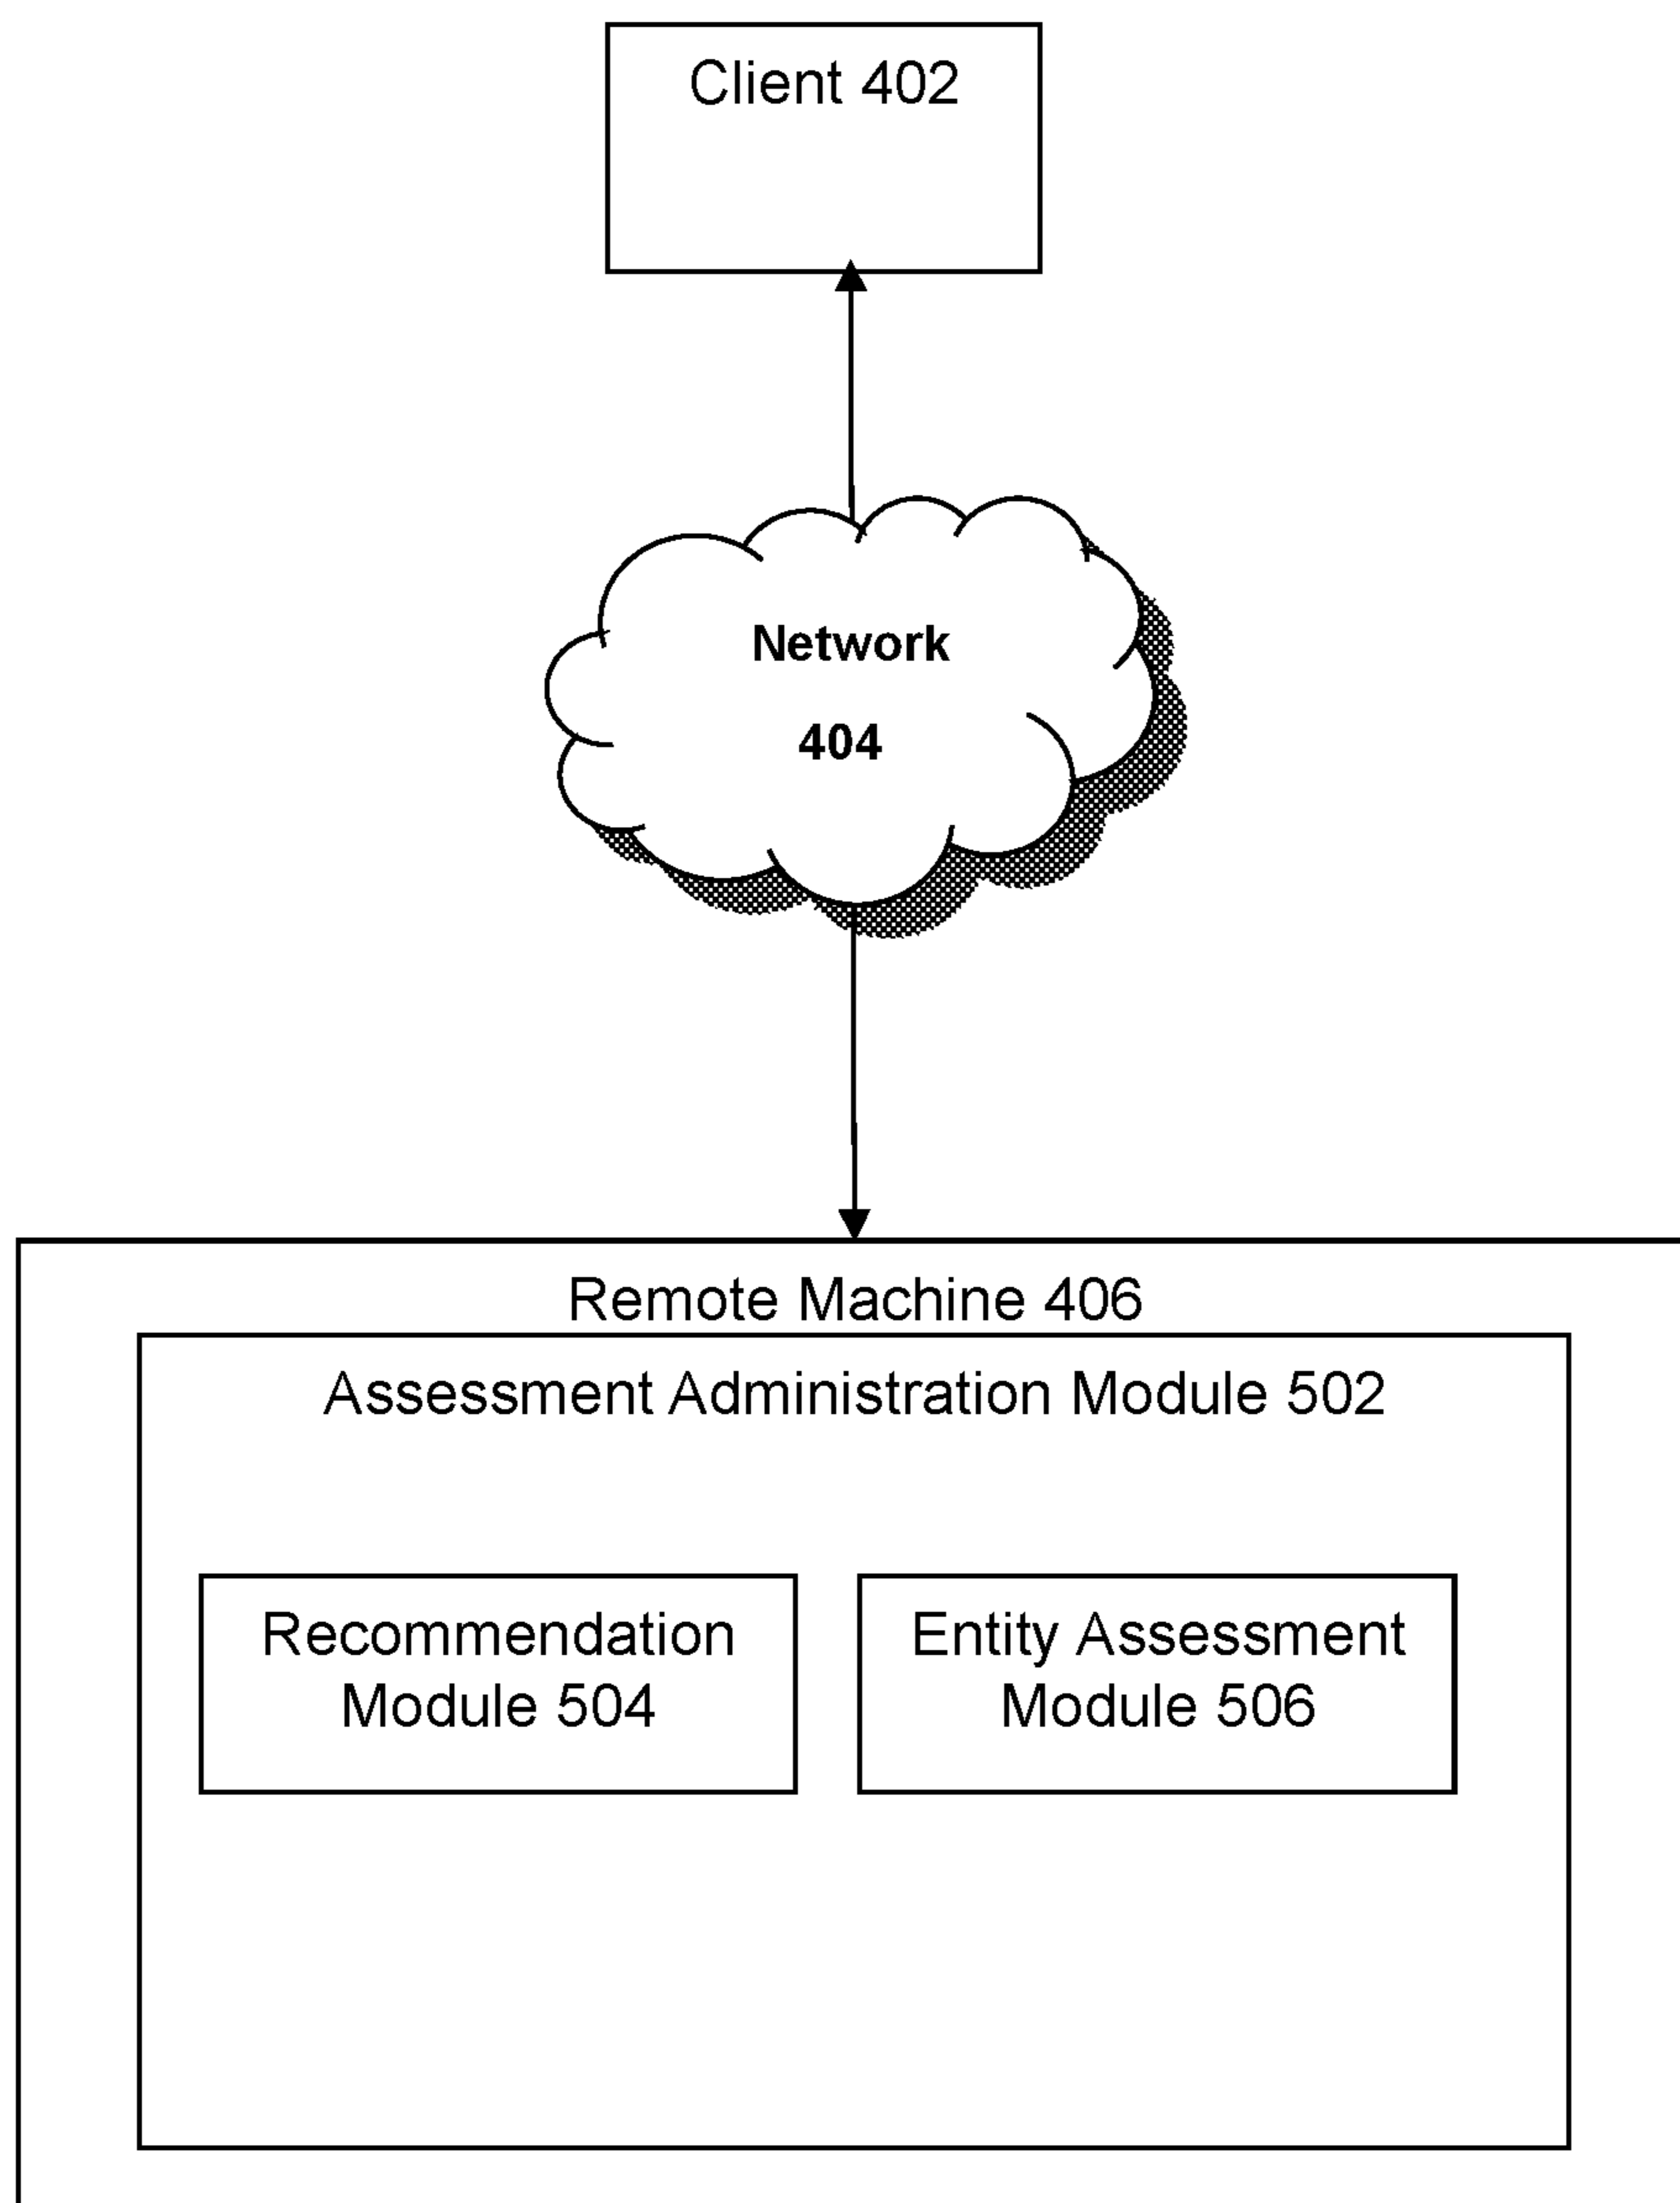 Client 402
Network
404
Remote Machine 406
Assessment Administration Module 502
Recommendation
Module 504
Entity Assessment
Module 506